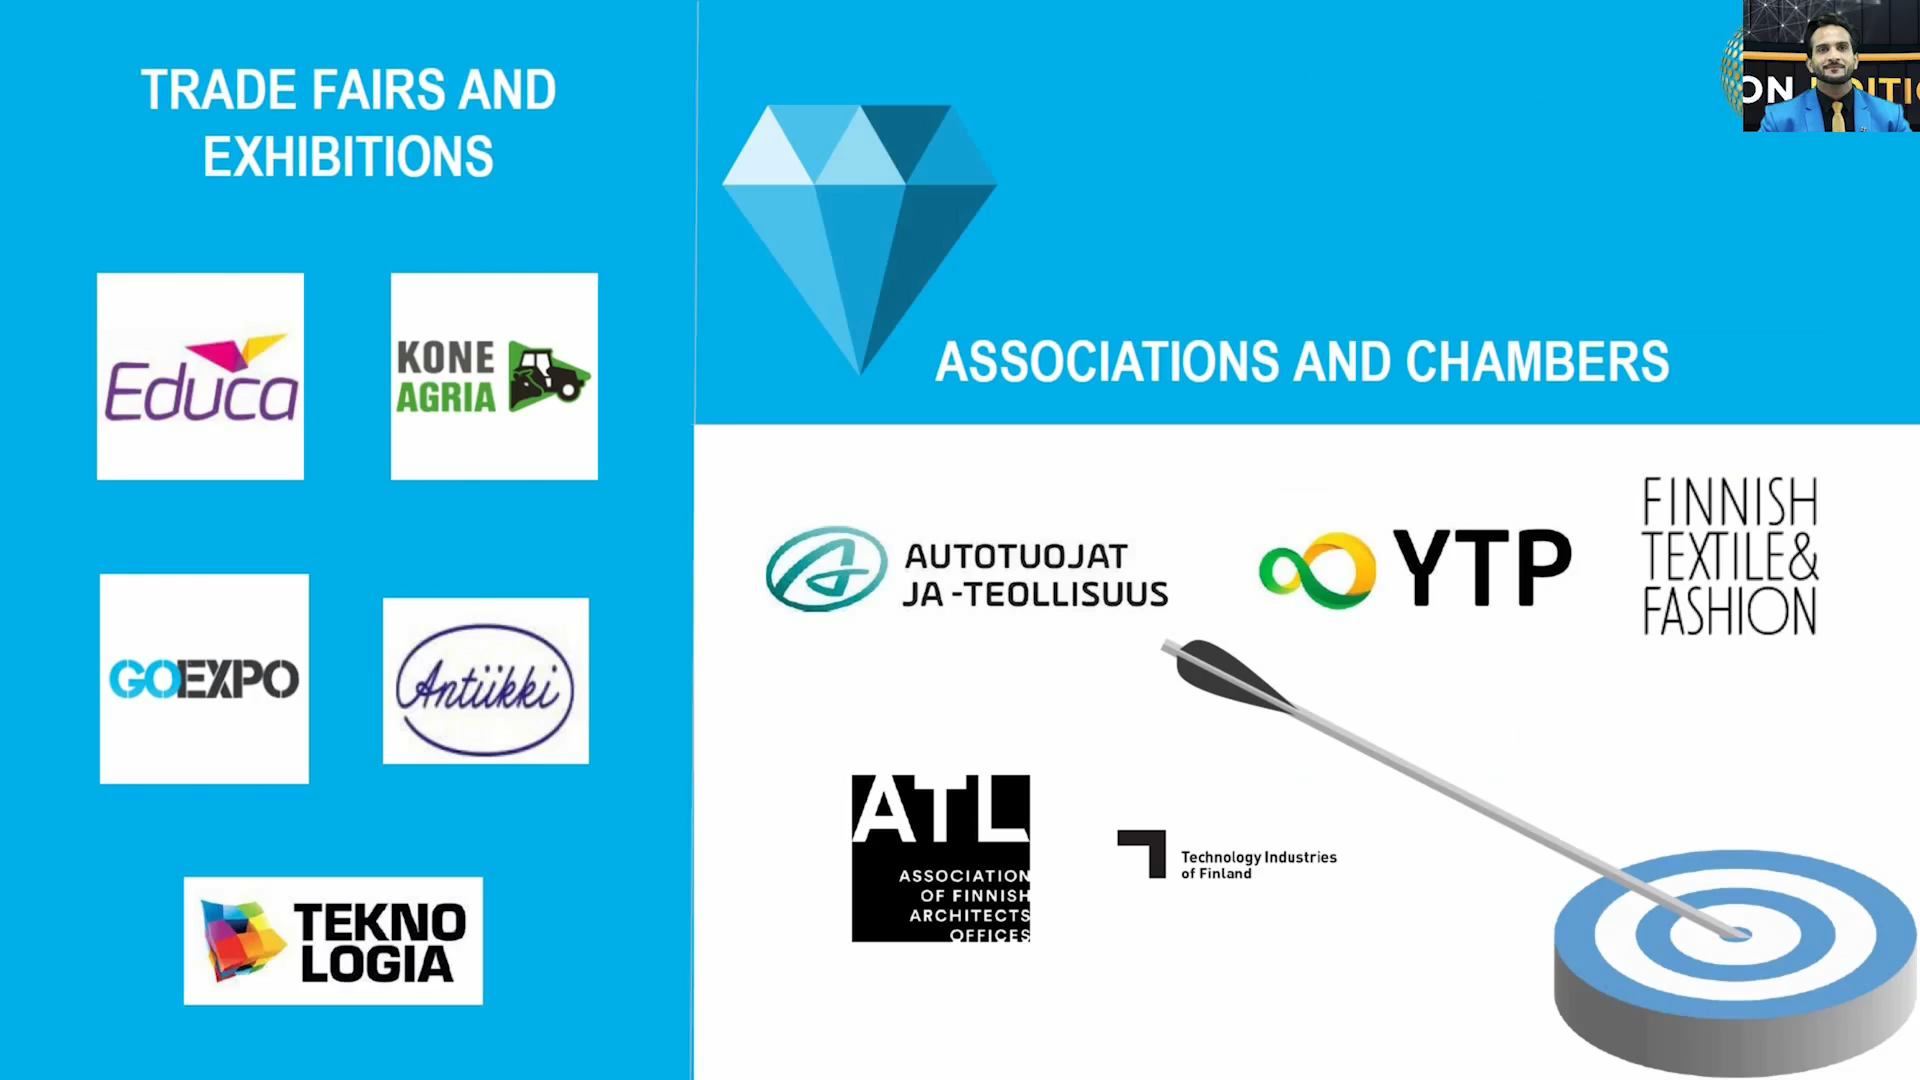 TRADE FAIRS AND
EXHIBITIONS
Educa
KONE
AGRIA
GOEXPO
Antiikki
TEKNO
LOGIA
ASSOCIATIONS AND CHAMBERS
AUTOTUOJAT
JA -TEOLLISUUS
YTP
FINNISH
TEXTILE&
FASHION
ATL
ASSOCIATION
OF FINNISH
ARCHITECTS
OFFICES
Technology Industries
of Finland